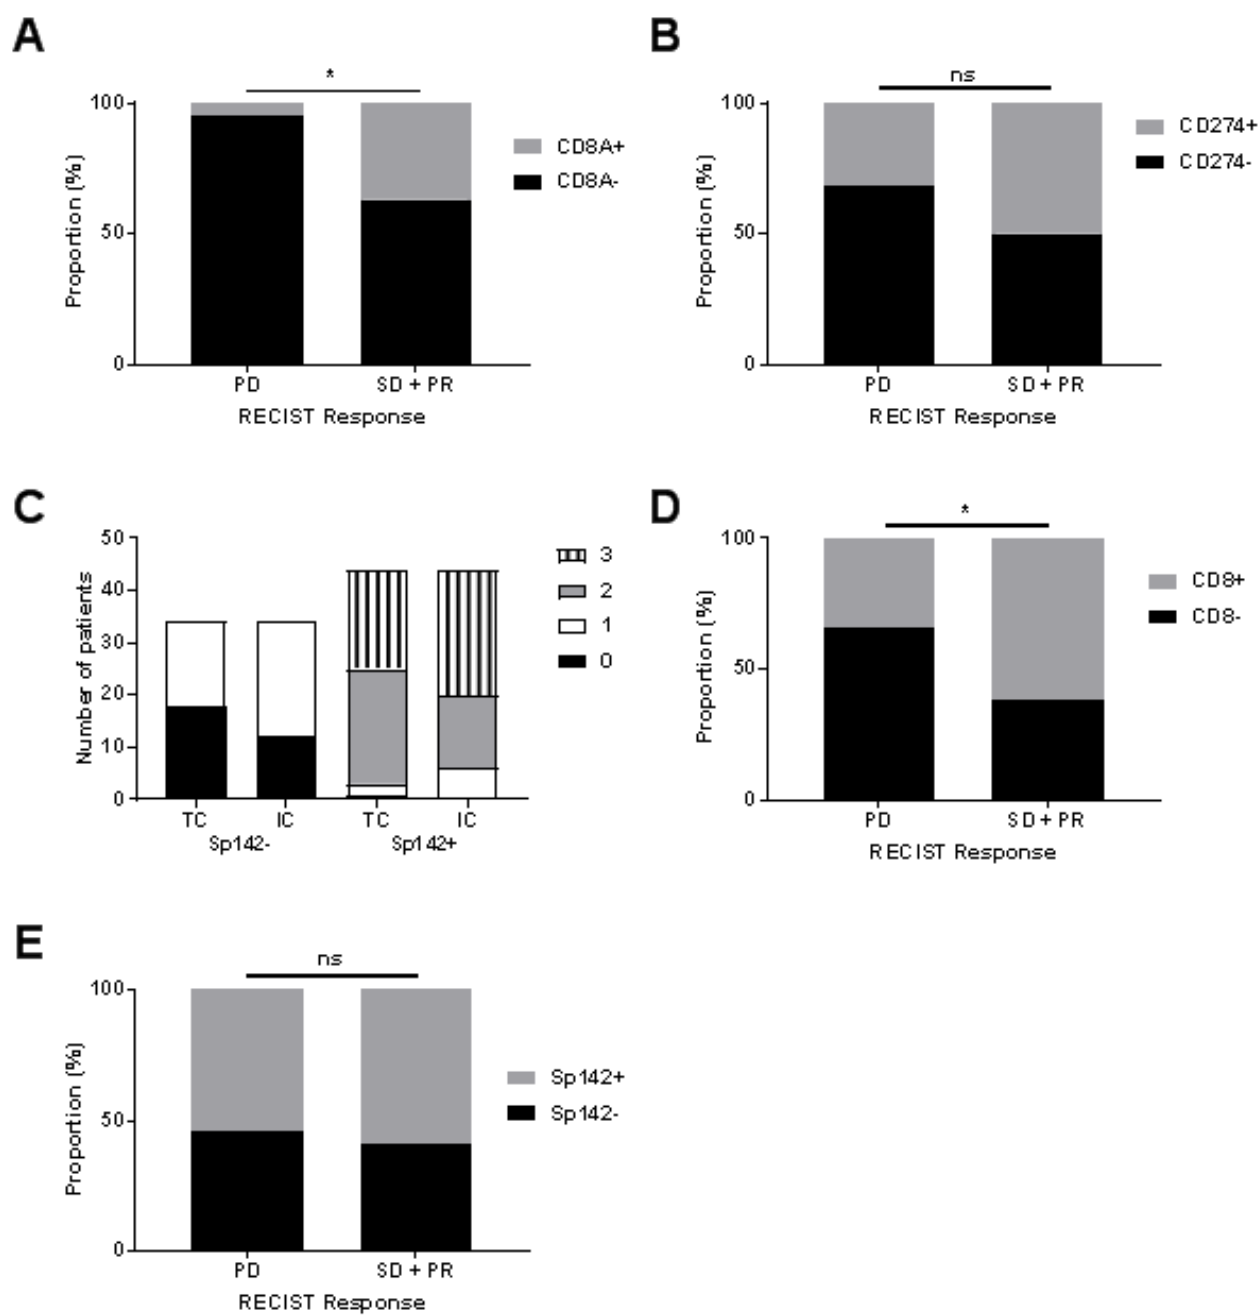 A
*
100
50
0
Proportion (%)
PD
SD + PR
RECIST Response
CD8A+
CD8A-
B
ns
100
50
0
Proportion (%)
PD
SD + PR
RECIST Response
CD274+
CD274-
C
50
40
30
20
10
0
Number of patients
TC
IC
TC
IC
Sp142-
Sp142+
3
2
1
0
D
*
100
50
0
Proportion (%)
PD
SD + PR
RECIST Response
CD8+
CD8-
E
ns
100
50
0
Proportion (%)
PD
SD + PR
RECIST Response
Sp142+
Sp142-